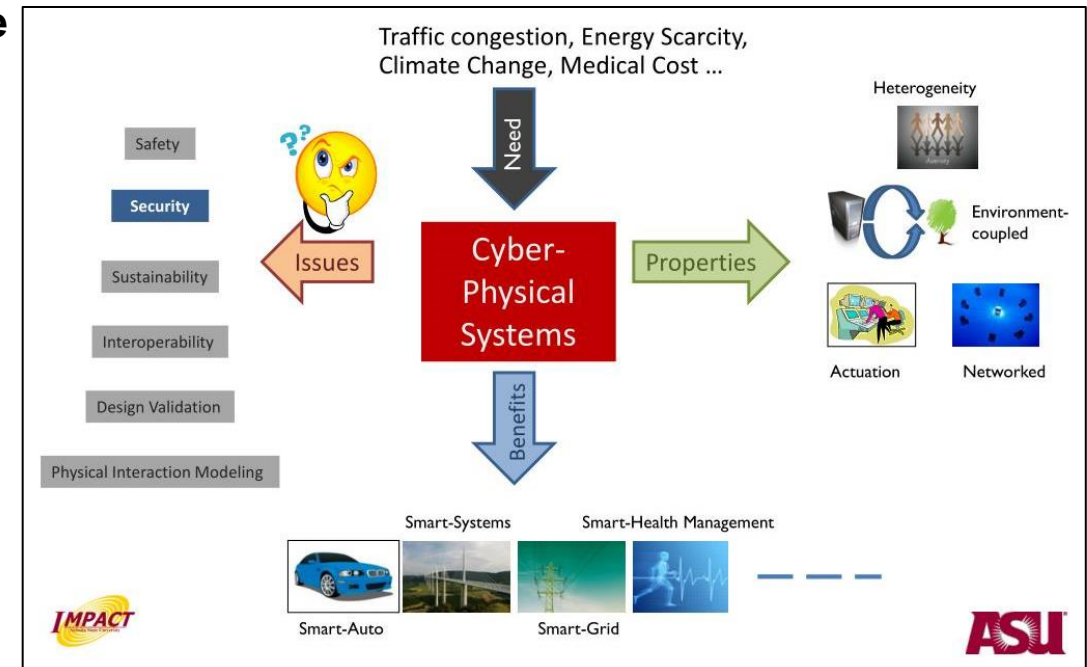 e
Traffic congestion, Energy Scarcity,
Climate Change, Medical Cost ...
Need
Heterogeneity
Safety
Security
Sustainability
Interoperability
Design Validation
Physical Interaction Modeling
Issues
Cyber-
Physical
Systems
Properties
Environment-
coupled
Actuation
Networked
Benefits
Smart-Systems
Smart-Health Management
Smart-Auto
Smart-Grid
IMPACT
ASU